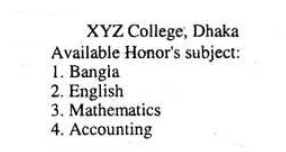 XYZ College, Dhaka
Available Honor's subject:
1. Bangla
2. English
3. Mathematics
4. Accounting